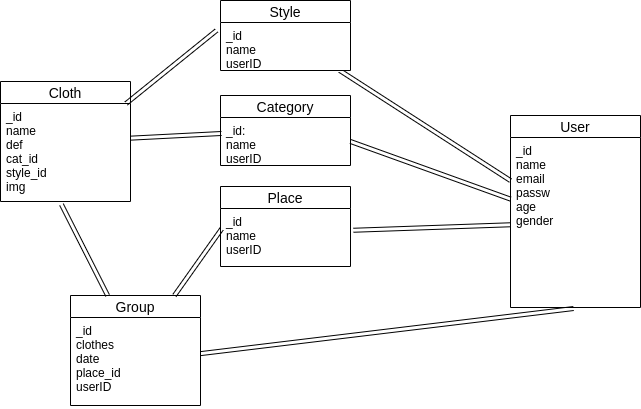 Style
_id
name
userID
Cloth
_id
name
def
cat_id
style_id
img
Category
_id:
name
userID
User
_id
name
email
passw
age
gender
Place
_id
name
userID
Group
_id
clothes
date
place_id
userID